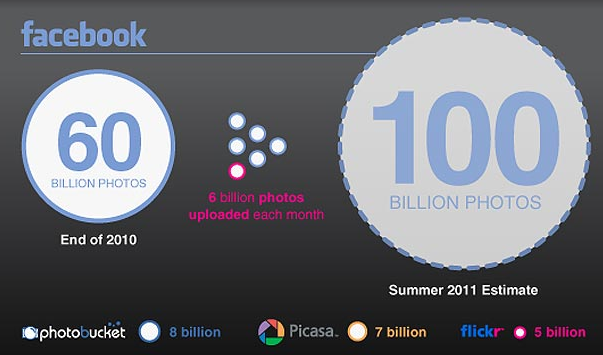 facebook
60
BILLION PHOTOS
End of 2010
6 billion photos
uploaded each month
100
BILLION PHOTOS
Summer 2011 Estimate
photobucket 8 billion Picasa™ 7 billion flickr 5 billion